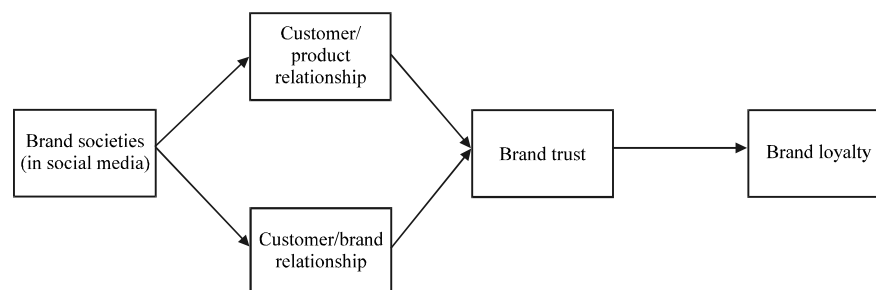 Customer/
product
relationship
Brand societies
(in social media)
Brand trust
Brand loyalty
Customer/brand
relationship